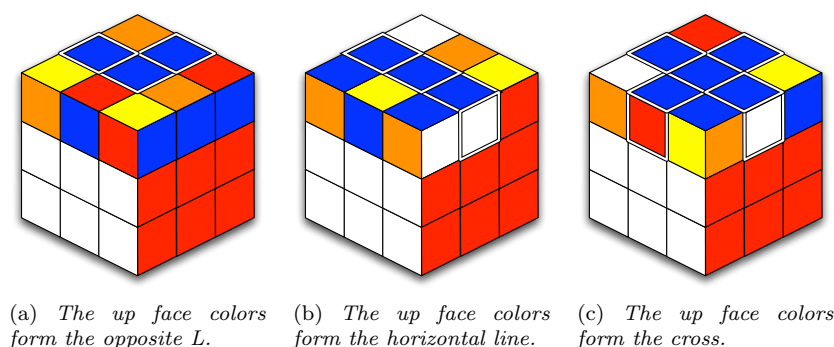 (a) The up face colors
form the opposite L.
(b) The up face colors
form the horizontal line.
(c) The up face colors
form the cross.